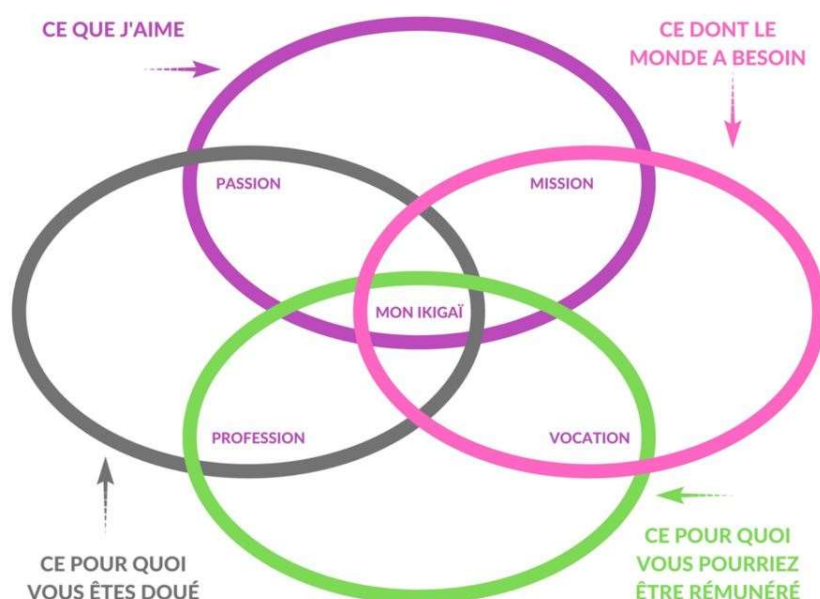 CE QUE J'AIME
CE DONT LE
MONDE A BESOIN
PASSION
MISSION
MON IKIGAÏ
PROFESSION
VOCATION
CE POUR QUOI
VOUS ÊTES DOUÉ
CE POUR QUOI
VOUS POURRIEZ
ÊTRE RÉMUNÉRÉ